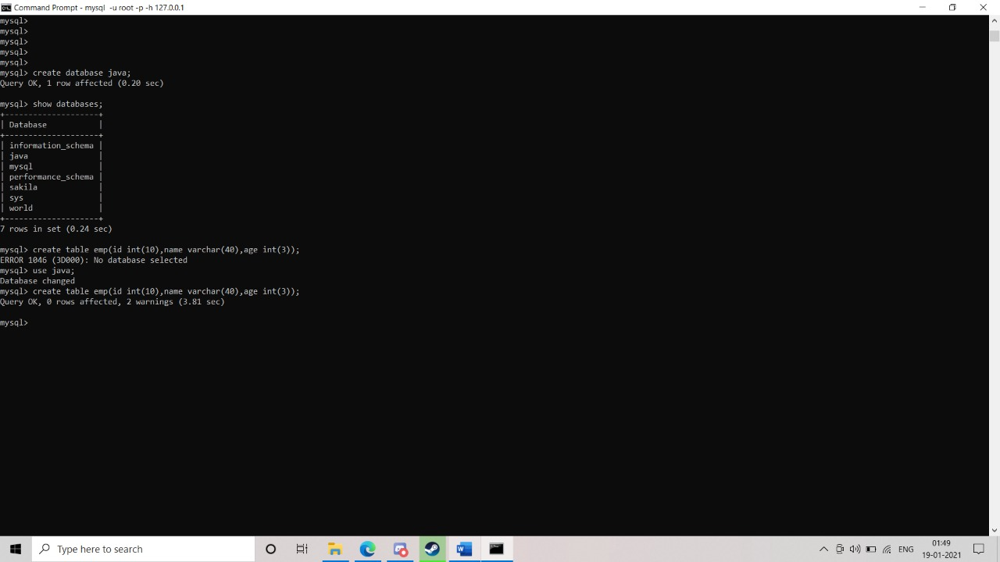 Command Prompt - mysql  -u root -p -h 127.0.0.1
mysql>
mysql>
mysql>
mysql>
mysql>
mysql> create database java;
Query OK, 1 row affected (0.20 sec)
mysql> show databases;
+--------------------+
| Database           |
+--------------------+
| information_schema |
| java               |
| mysql              |
| performance_schema |
| sakila             |
| sys                |
| world              |
+--------------------+
7 rows in set (0.24 sec)
mysql> create table emp(id int(10),name varchar(40),age int(3));
ERROR 1046 (3D000): No database selected
mysql> use java;
Database changed
mysql> create table emp(id int(10),name varchar(40),age int(3));
Query OK, 0 rows affected, 2 warnings (3.81 sec)
mysql>
Type here to search
ENG
01:49
19-01-2021